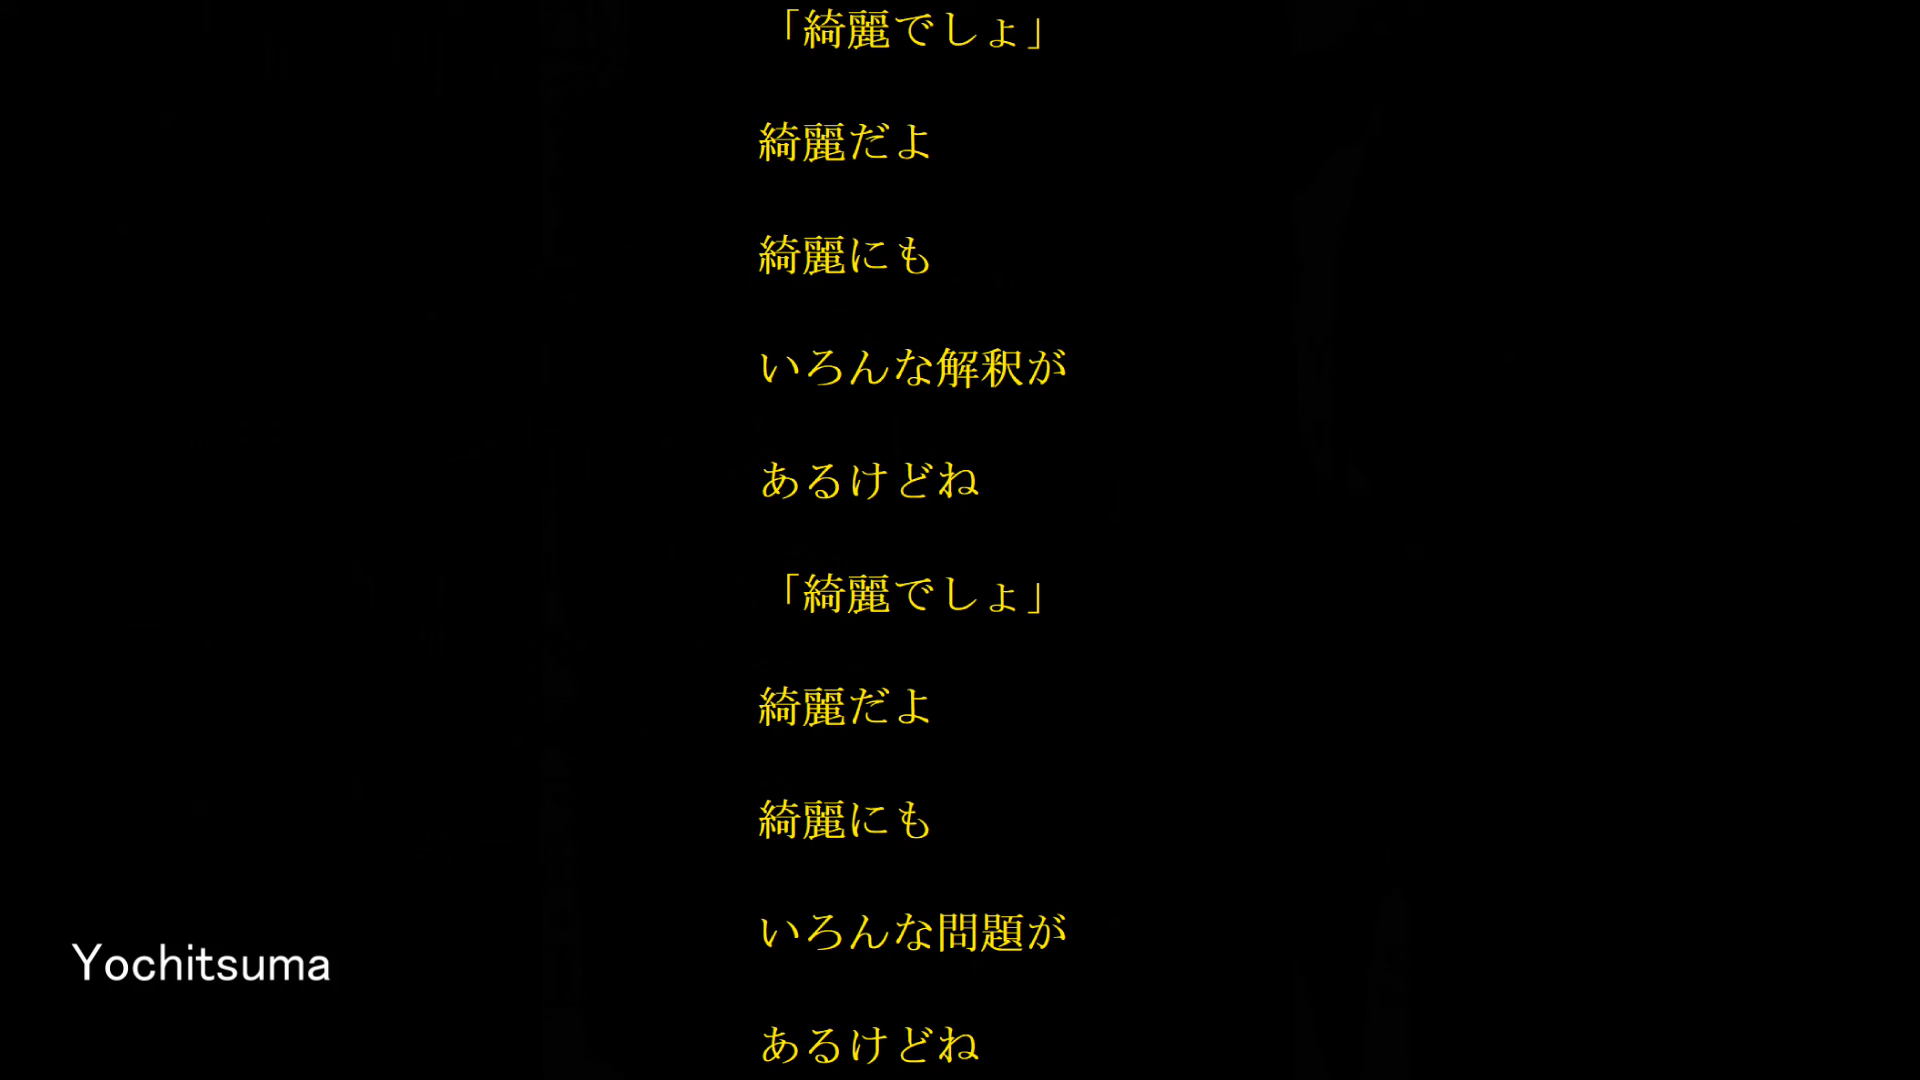 「綺麗でしょ」
綺麗だよ
綺麗にも
いろんな解釈が
あるけどね
「綺麗でしょ」
綺麗だよ
綺麗にも
いろんな問題が
あるけどね
Yochitsuma